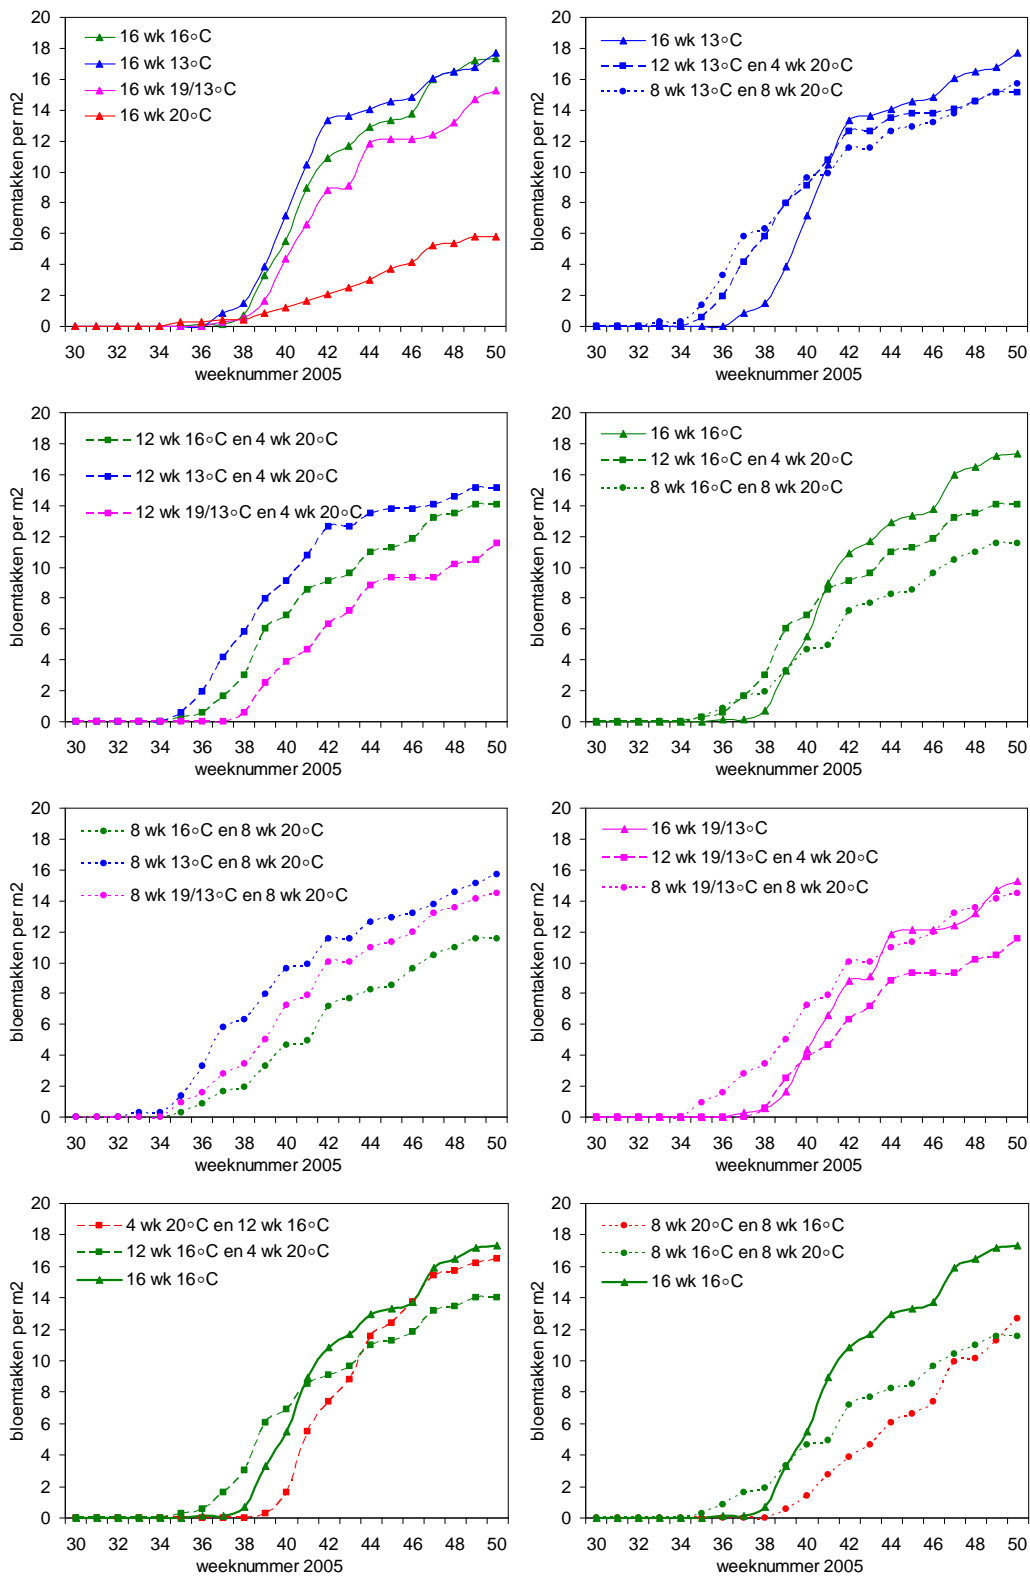 20
18
16
14
12
10
8
6
4
2
0
bloemtakken per m2
16 wk 16°C
16 wk 13°C
16 wk 19/13°C
16 wk 20°C
30 32 34 36 38 40 42 44 46 48 50
weeknummer 2005
20
18
16
14
12
10
8
6
4
2
0
bloemtakken per m2
16 wk 13°C
12 wk 13°C en 4 wk 20°C
8 wk 13°C en 8 wk 20°C
30 32 34 36 38 40 42 44 46 48 50
weeknummer 2005
20
18
16
14
12
10
8
6
4
2
0
bloemtakken per m2
12 wk 16°C en 4 wk 20°C
12 wk 13°C en 4 wk 20°C
12 wk 19/13°C en 4 wk 20°C
30 32 34 36 38 40 42 44 46 48 50
weeknummer 2005
20
18
16
14
12
10
8
6
4
2
0
bloemtakken per m2
16 wk 16°C
12 wk 16°C en 4 wk 20°C
8 wk 16°C en 8 wk 20°C
30 32 34 36 38 40 42 44 46 48 50
weeknummer 2005
20
18
16
14
12
10
8
6
4
2
0
bloemtakken per m2
8 wk 16°C en 8 wk 20°C
8 wk 13°C en 8 wk 20°C
8 wk 19/13°C en 8 wk 20°C
30 32 34 36 38 40 42 44 46 48 50
weeknummer 2005
20
18
16
14
12
10
8
6
4
2
0
bloemtakken per m2
16 wk 19/13°C
12 wk 19/13°C en 4 wk 20°C
8 wk 19/13°C en 8 wk 20°C
30 32 34 36 38 40 42 44 46 48 50
weeknummer 2005
20
18
16
14
12
10
8
6
4
2
0
bloemtakken per m2
4 wk 20°C en 12 wk 16°C
12 wk 16°C en 4 wk 20°C
16 wk 16°C
30 32 34 36 38 40 42 44 46 48 50
weeknummer 2005
20
18
16
14
12
10
8
6
4
2
0
bloemtakken per m2
8 wk 20°C en 8 wk 16°C
8 wk 16°C en 8 wk 20°C
16 wk 16°C
30 32 34 36 38 40 42 44 46 48 50
weeknummer 2005